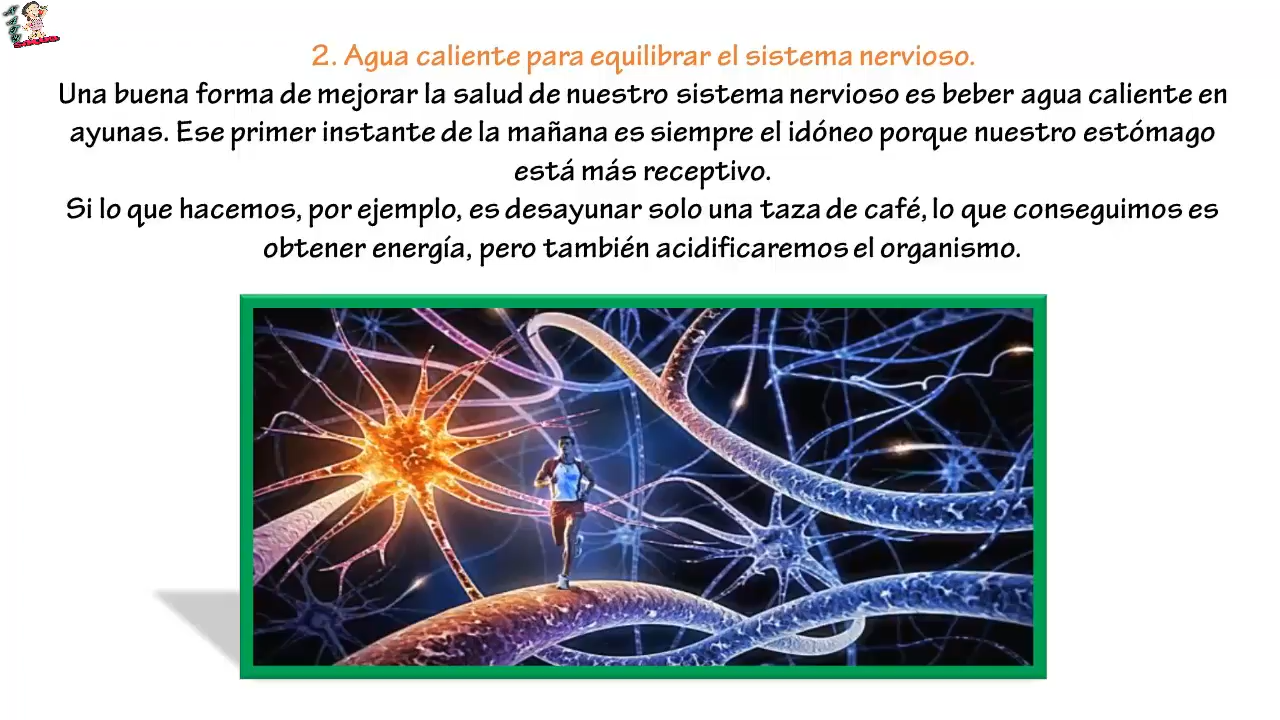 2. Agua caliente para equilibrar el sistema nervioso.
Una buena forma de mejorar la salud de nuestro sistema nervioso es beber agua caliente en
ayunas. Ese primer instante de la mañana es siempre el idóneo porque nuestro estómago
está más receptivo.
Si lo que hacemos, por ejemplo, es desayunar solo una taza de café, lo que conseguimos es
obtener energía, pero también acidificaremos el organismo.